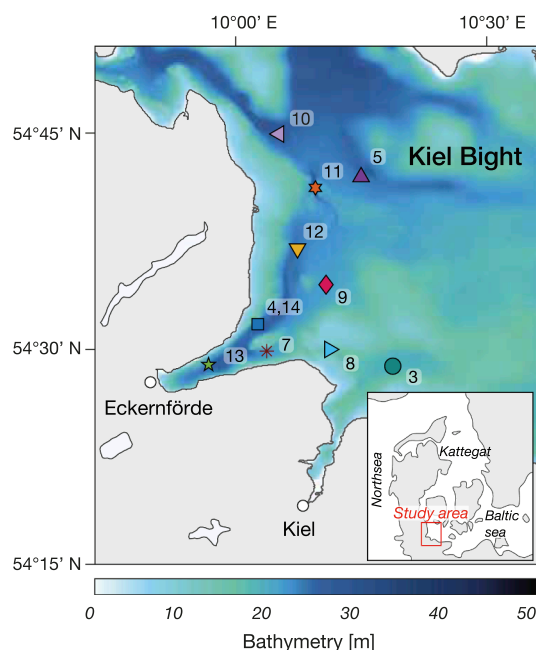 10°00' E
10°30' E
54°45' N
10
5
Kiel Bight
11
12
4,14
9
54°30' N
13
7
8
3
Eckernförde
Northsea
Kattegat
Study area
Baltic
sea
Kiel
54°15' N
0
10
20
30
40
50
Bathymetry [m]